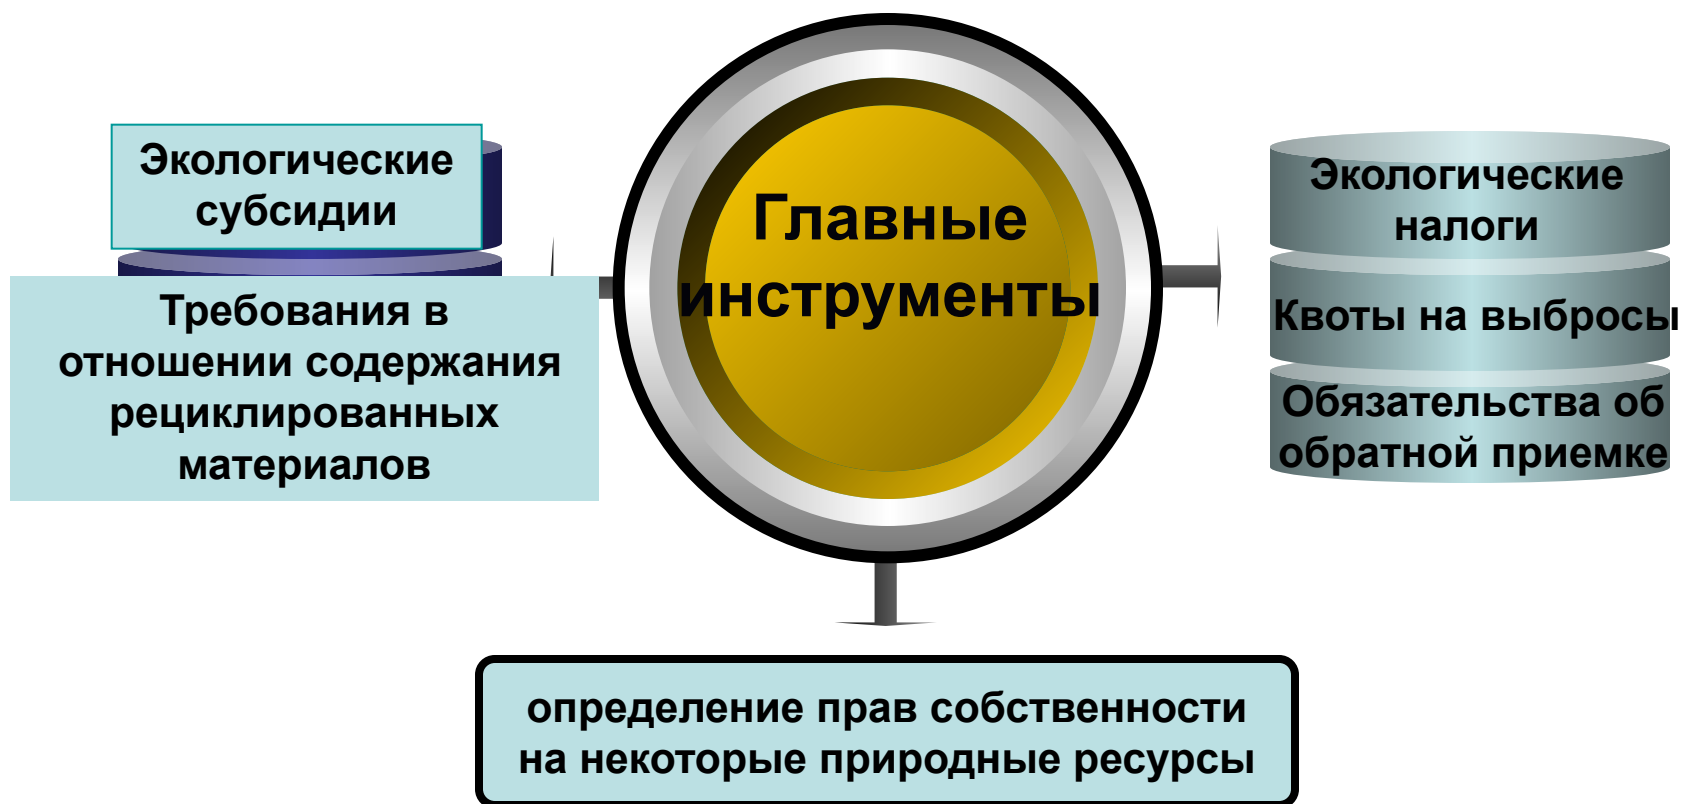 Экологические
субсидии
Требования в
отношении содержания
рециклированных
материалов
Главные
инструменты
Экологические
налоги
Квоты на выбросы
Обязательства об
обратной приемке
определение прав собственности
на некоторые природные ресурсы